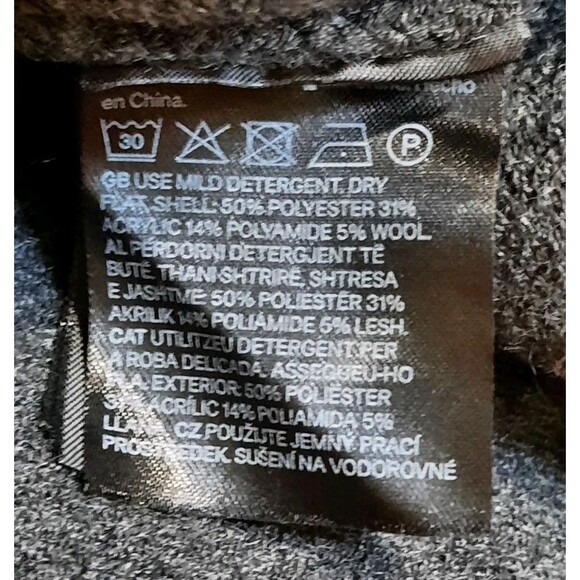 en China.
30 P
GB USE MILD DETERGENT. DRY
FLAT. SHELL: 50% POLYESTER 31%
ACRYLIC 14% POLYAMIDE 5% WOOL.
AL PËRDORNI DETERGJENT TË
BUTË. THANI SHTRIRË, SHTRESA
E JASHTME: 50% POLIESTËR 31%
AKRILIK 14% POLIAMIDE 5% LESH.
CAT UTILITZEU DETERGENT PER
A ROBA DELICADA. ASSEQUEU-HO
PLA. EXTERIOR: 50% POLIÈSTER
ACRÍLIC 14% POLIAMIDA 5%
LLANA. CZ POUŽIJTE JEMNÝ PRACÍ
PROSTŘEDEK. SUŠENÍ NA VODOROVNÉ